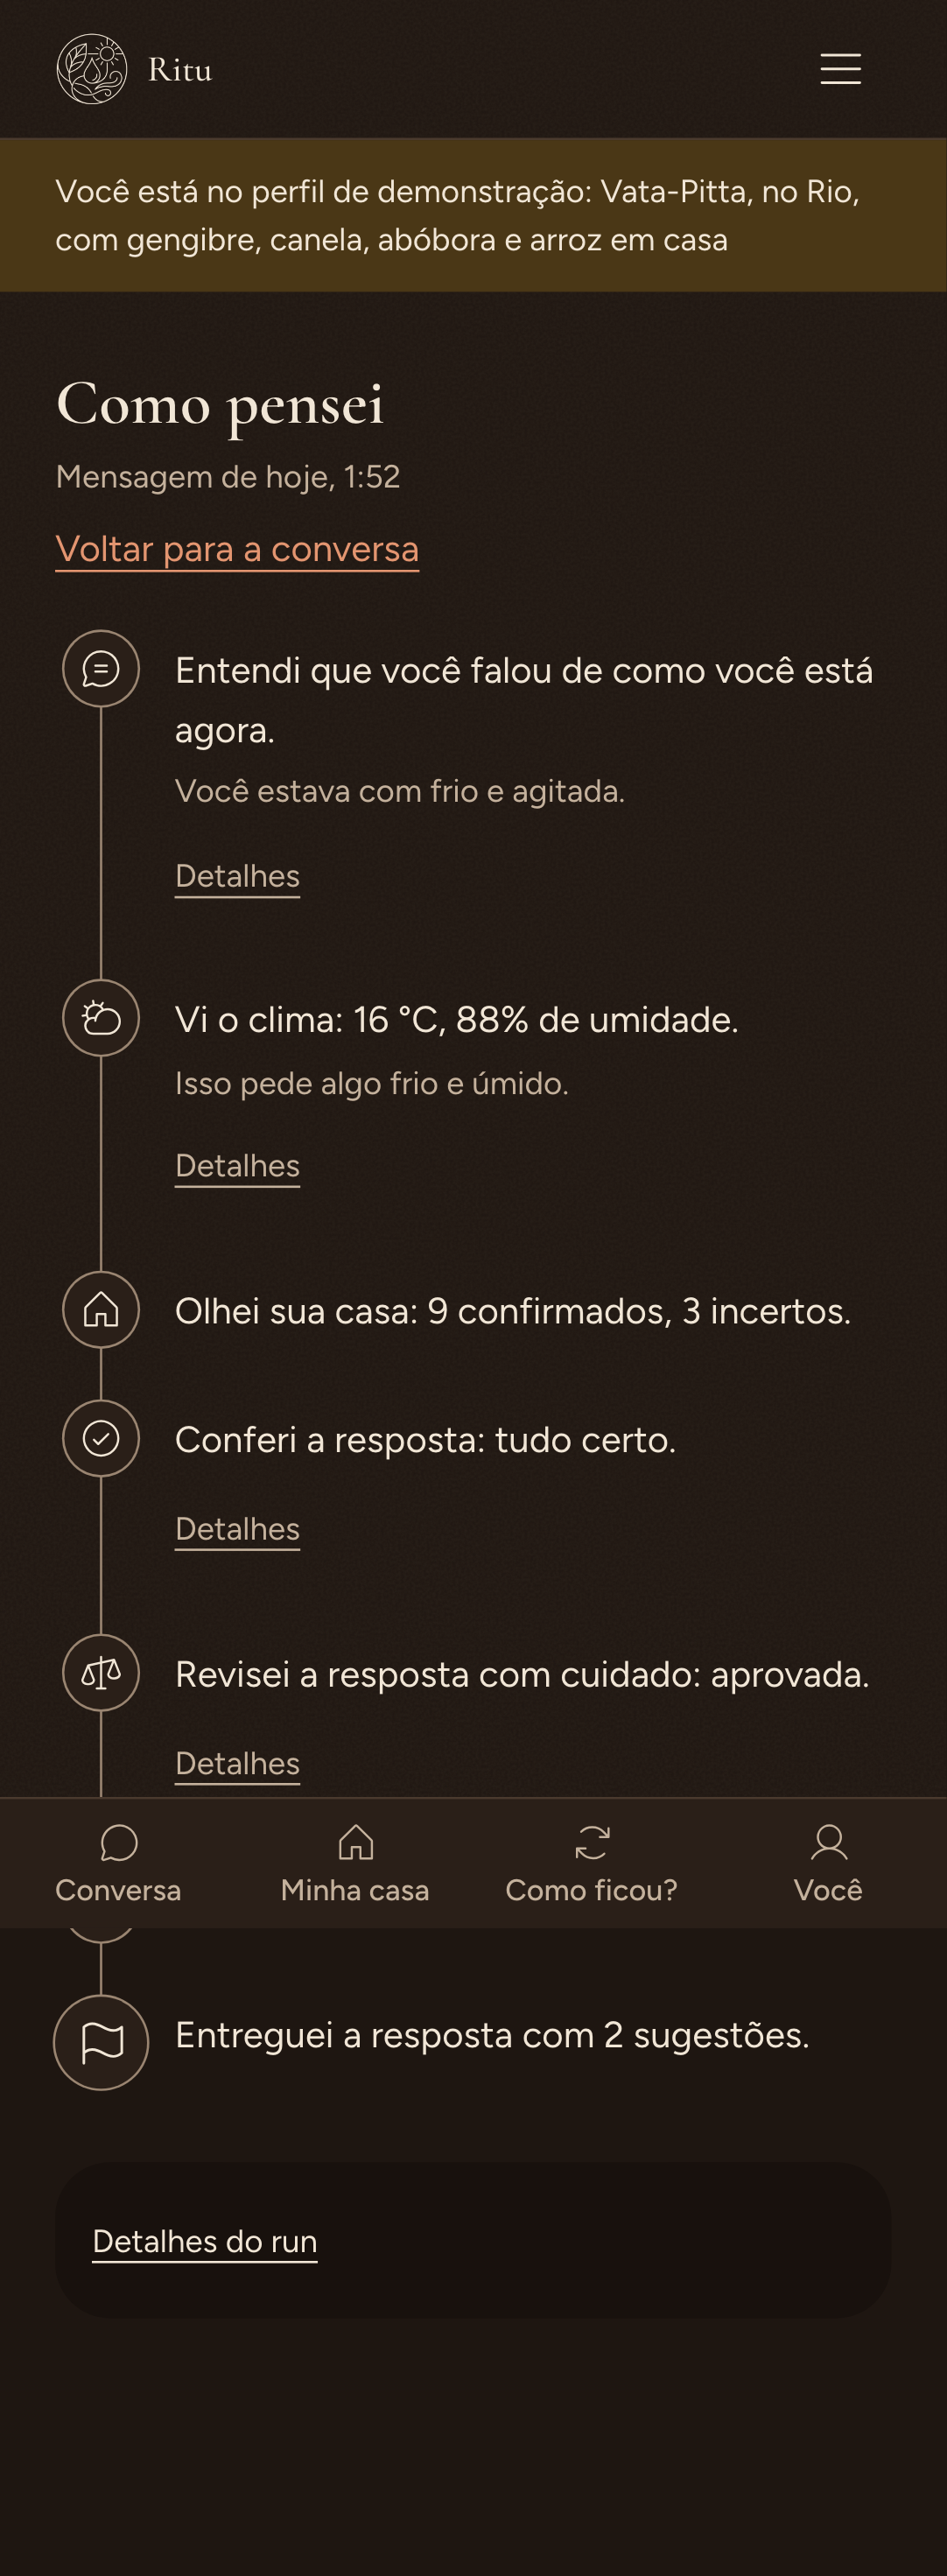 Ritu
Você está no perfil de demonstração: Vata-Pitta, no Rio,
com gengibre, canela, abóbora e arroz em casa
Como pensei
Mensagem de hoje, 1:52
Voltar para a conversa
Entendi que você falou de como você está
agora.
Você estava com frio e agitada.
Detalhes
Vi o clima: 16 °C, 88% de umidade.
Isso pede algo frio e úmido.
Detalhes
Olhei sua casa: 9 confirmados, 3 incertos.
Conferi a resposta: tudo certo.
Detalhes
Revisei a resposta com cuidado: aprovada.
Detalhes
Conversa
Minha casa
Como ficou?
Você
Entreguei a resposta com 2 sugestões.
Detalhes do run